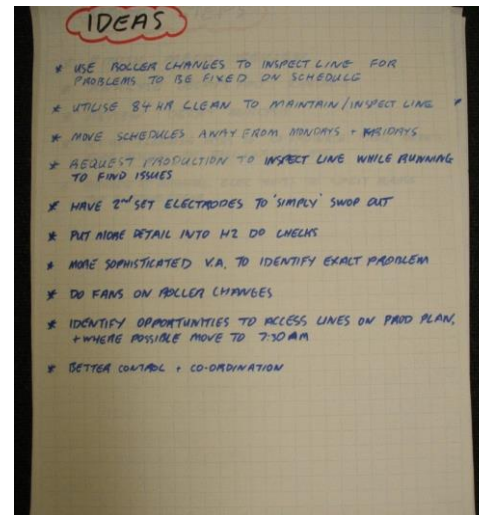 IDEAS
* USE ROLLER CHANGES TO INSPECT LINE FOR
PROBLEMS TO BE FIXED ON SCHEDULE
* UTILISE 84 HR CLEAN TO MAINTAIN/INSPECT LINE
* MOVE SCHEDULES AWAY FROM MONDAYS + FRIDAYS
* REQUEST PRODUCTION TO INSPECT LINE WHILE RUNNING
TO FIND ISSUES
* HAVE 2nd SET ELECTRODES TO 'SIMPLY' SWOP OUT
* PUT MORE DETAIL INTO H2 DO CHECKS
* MORE SOPHISTICATED V.A. TO IDENTIFY EXACT PROBLEM
* DO FANS ON ROLLER CHANGES
* IDENTIFY OPPORTUNITIES TO ACCESS LINES ON PROD PLAN,
+ WHERE POSSIBLE MOVE TO 7:30 AM
* BETTER CONTROL + CO-ORDINATION